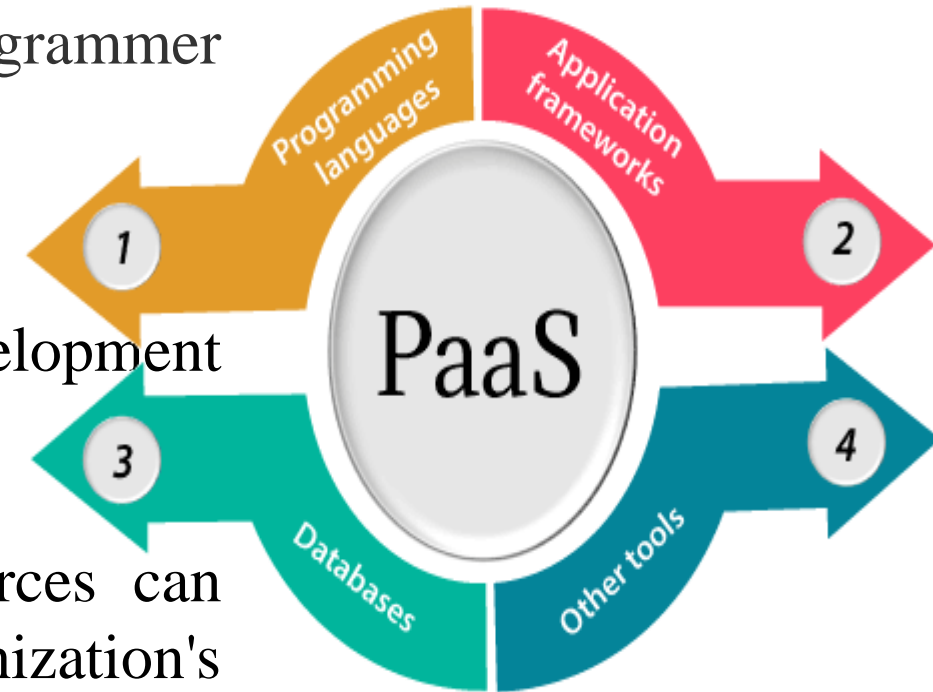 grammer
Programming
languages
Application
frameworks
1
2
PaaS
elopment
3
4
rces can
Databases
Other tools
nization's